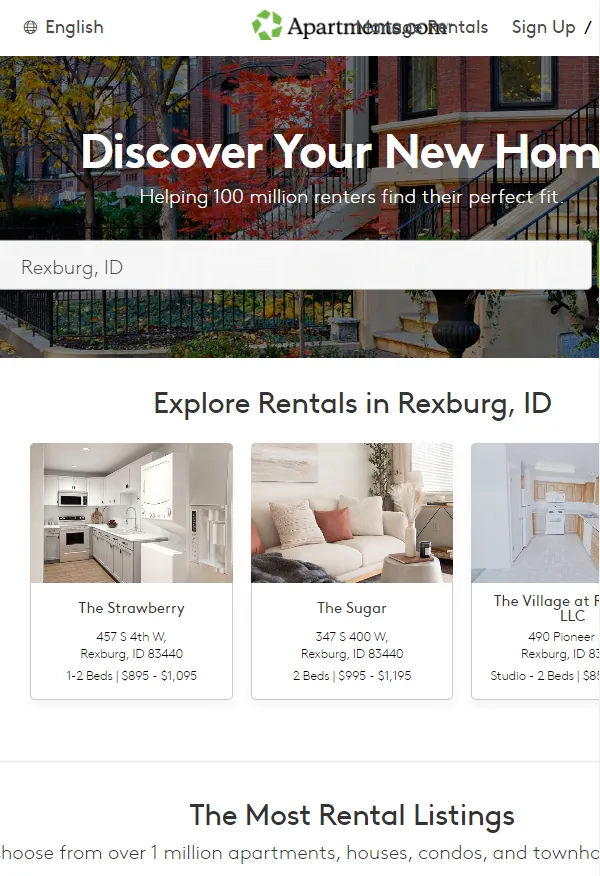 English
Apartments.com™
Manage Rentals
Sign Up /
Discover Your New Hom
Helping 100 million renters find their perfect fit.
Rexburg, ID
Explore Rentals in Rexburg, ID
The Strawberry
457 S 4th W,
Rexburg, ID 83440
1-2 Beds | $895 - $1,095
The Sugar
347 S 400 W,
Rexburg, ID 83440
2 Beds | $995 - $1,195
The Village at R
LLC
490 Pioneer
Rexburg, ID 83
Studio - 2 Beds | $8
The Most Rental Listings
hoose from over 1 million apartments, houses, condos, and townho